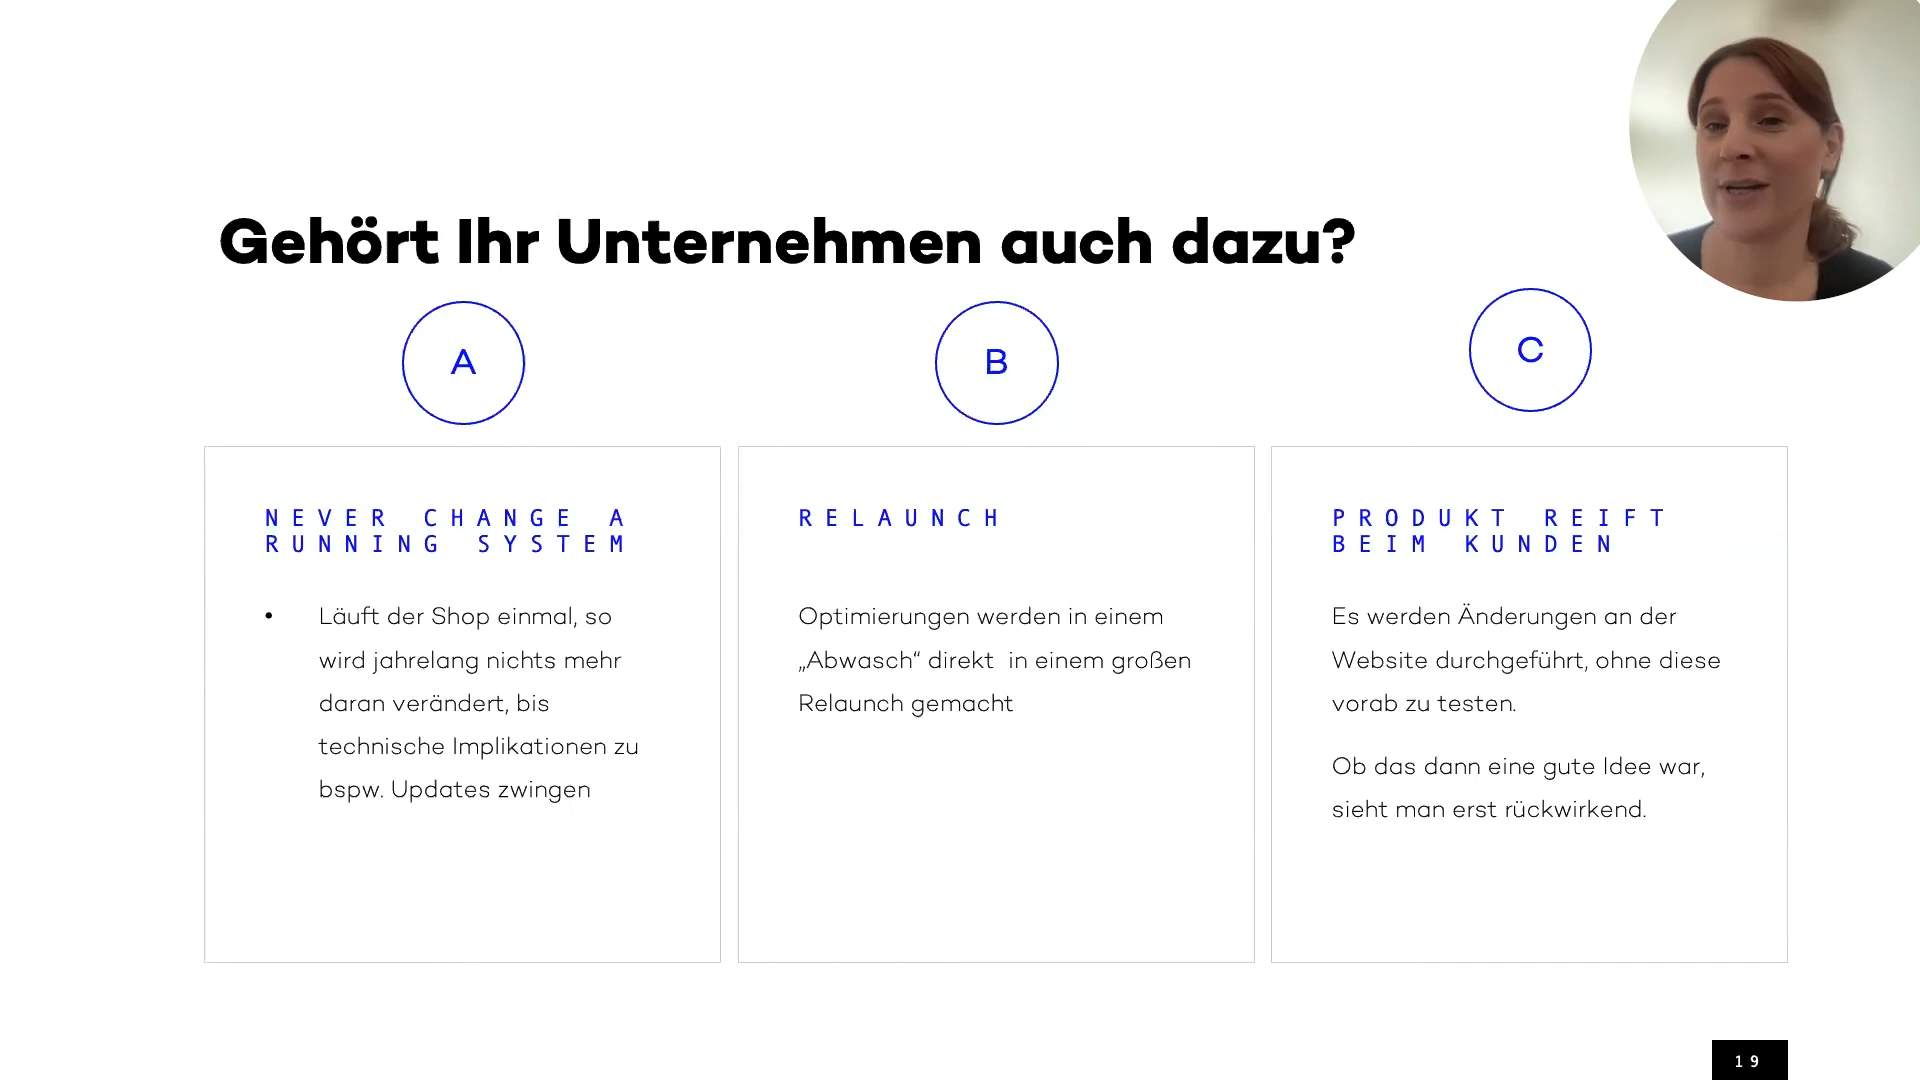 Gehört Ihr Unternehmen auch dazu?
A
NEVER CHANGE A
RUNNING SYSTEM
• Läuft der Shop einmal, so
wird jahrelang nichts mehr
daran verändert, bis
technische Implikationen zu
bspw. Updates zwingen
B
RELAUNCH
Optimierungen werden in einem
„Abwasch“ direkt in einem großen
Relaunch gemacht
C
PRODUKT REIFT
BEIM KUNDEN
Es werden Änderungen an der
Website durchgeführt, ohne diese
vorab zu testen.
Ob das dann eine gute Idee war,
sieht man erst rückwirkend.
19